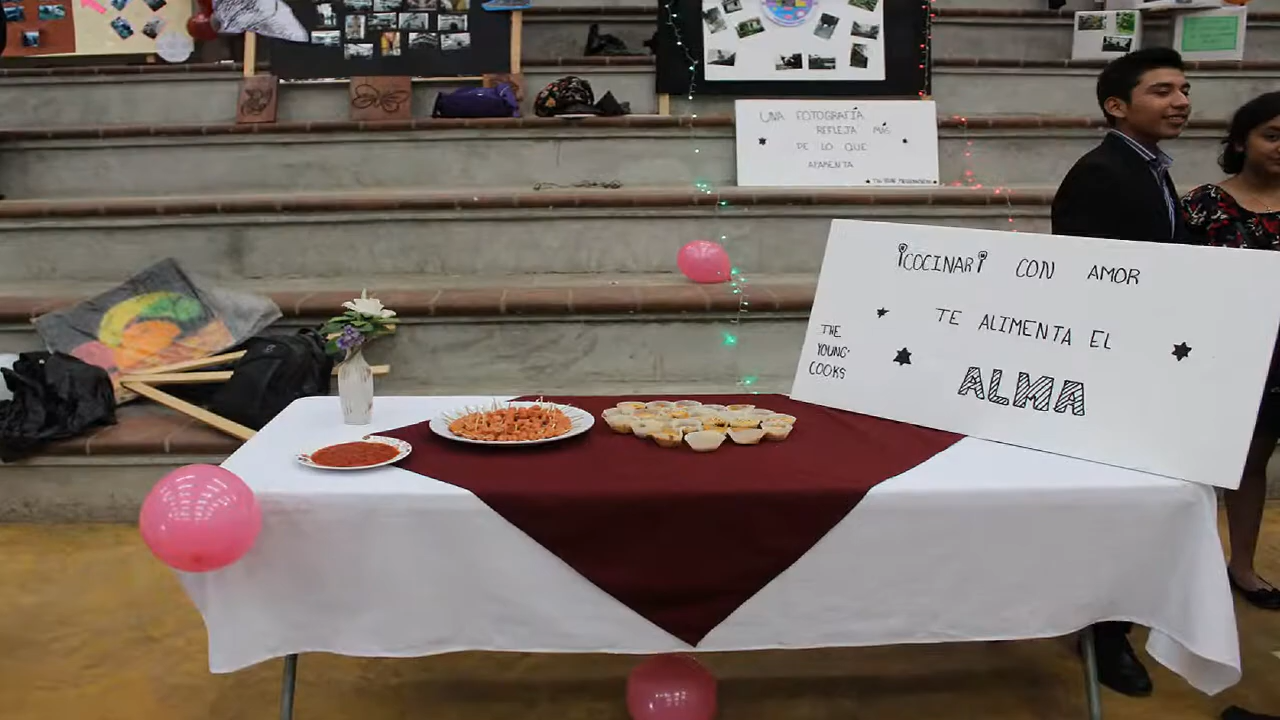 UNA FOTOGRAFÍA
REFLEJA MÁS
DE LO QUE
APARENTA
¡COCINAR! CON AMOR
TE ALIMENTA EL
ALMA
THE
YOUNG
COOKS